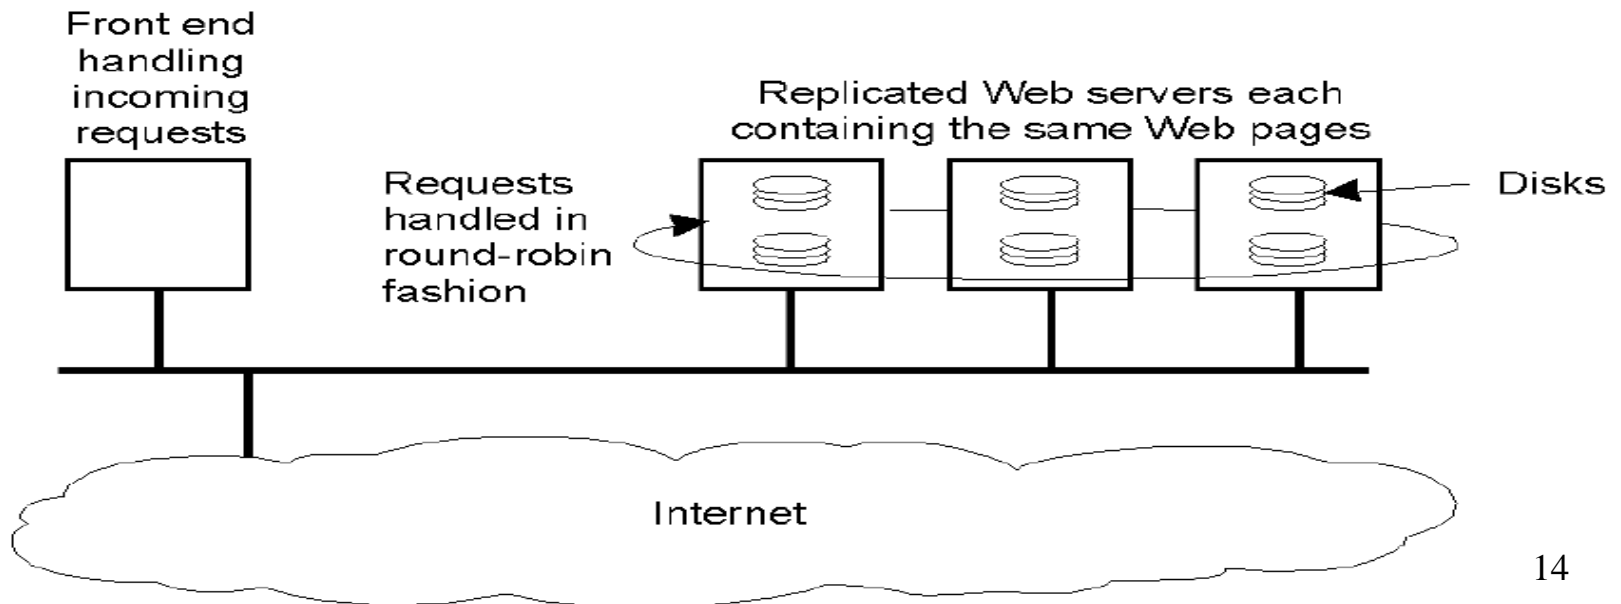 Front end
handling
incoming
requests
Replicated Web servers each
containing the same Web pages
Requests
handled in
round-robin
fashion
Disks
Internet
14